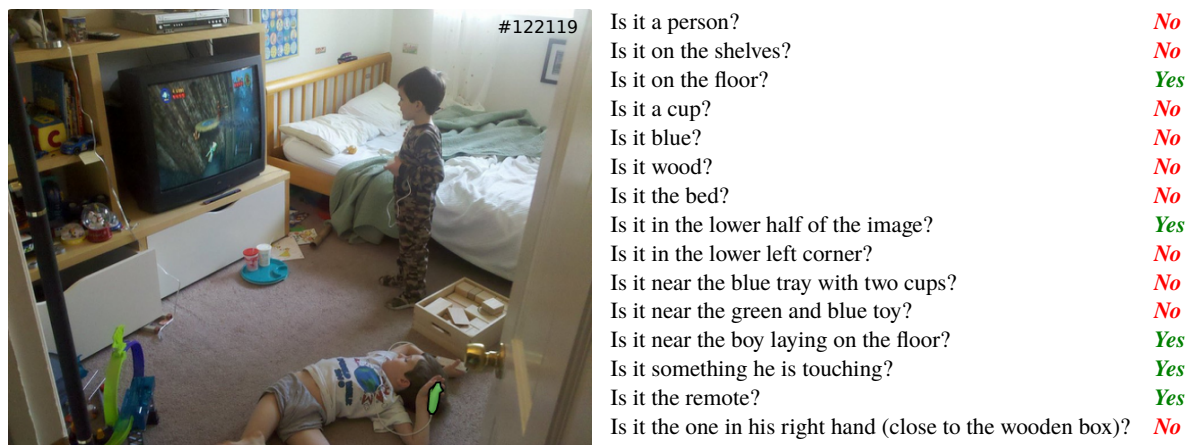 #122119
Is it a person? No
Is it on the shelves? No
Is it on the floor? Yes
Is it a cup? No
Is it blue? No
Is it wood? No
Is it the bed? No
Is it in the lower half of the image? Yes
Is it in the lower left corner? No
Is it near the blue tray with two cups? No
Is it near the green and blue toy? No
Is it near the boy laying on the floor? Yes
Is it something he is touching? Yes
Is it the remote? Yes
Is it the one in his right hand (close to the wooden box)? No